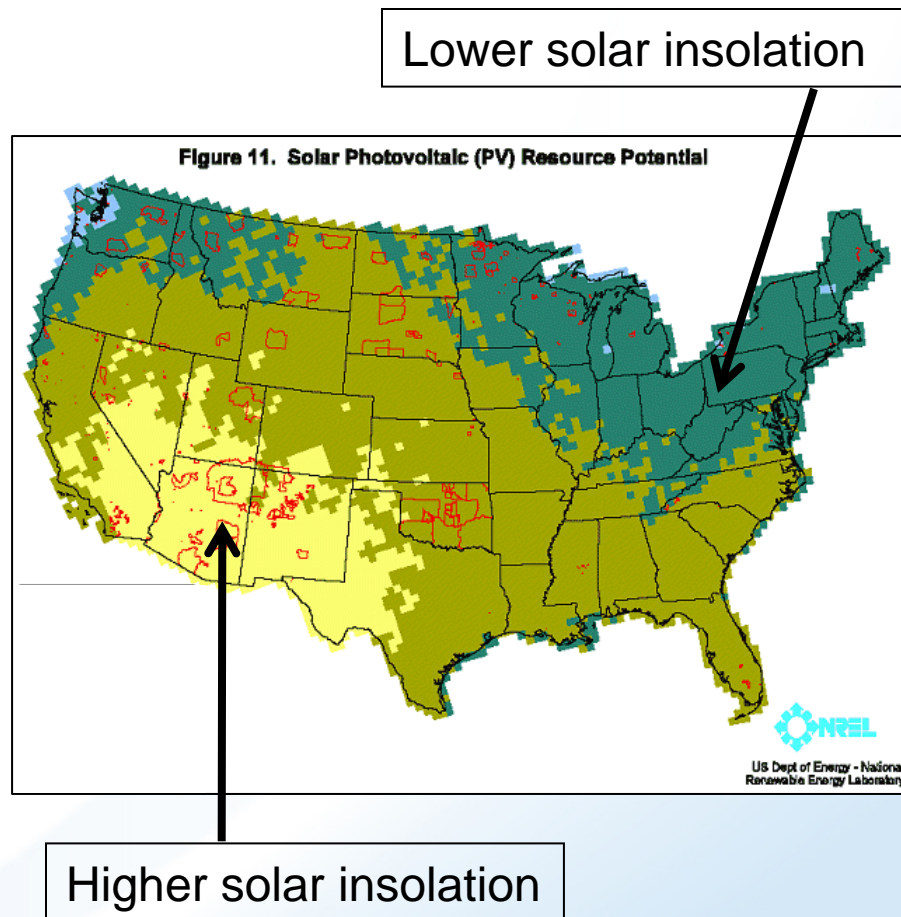 Lower solar insolation
Figure 11. Solar Photovoltaic (PV) Resource Potential
NREL
US Dept of Energy - National
Renewable Energy Laboratory
Higher solar insolation